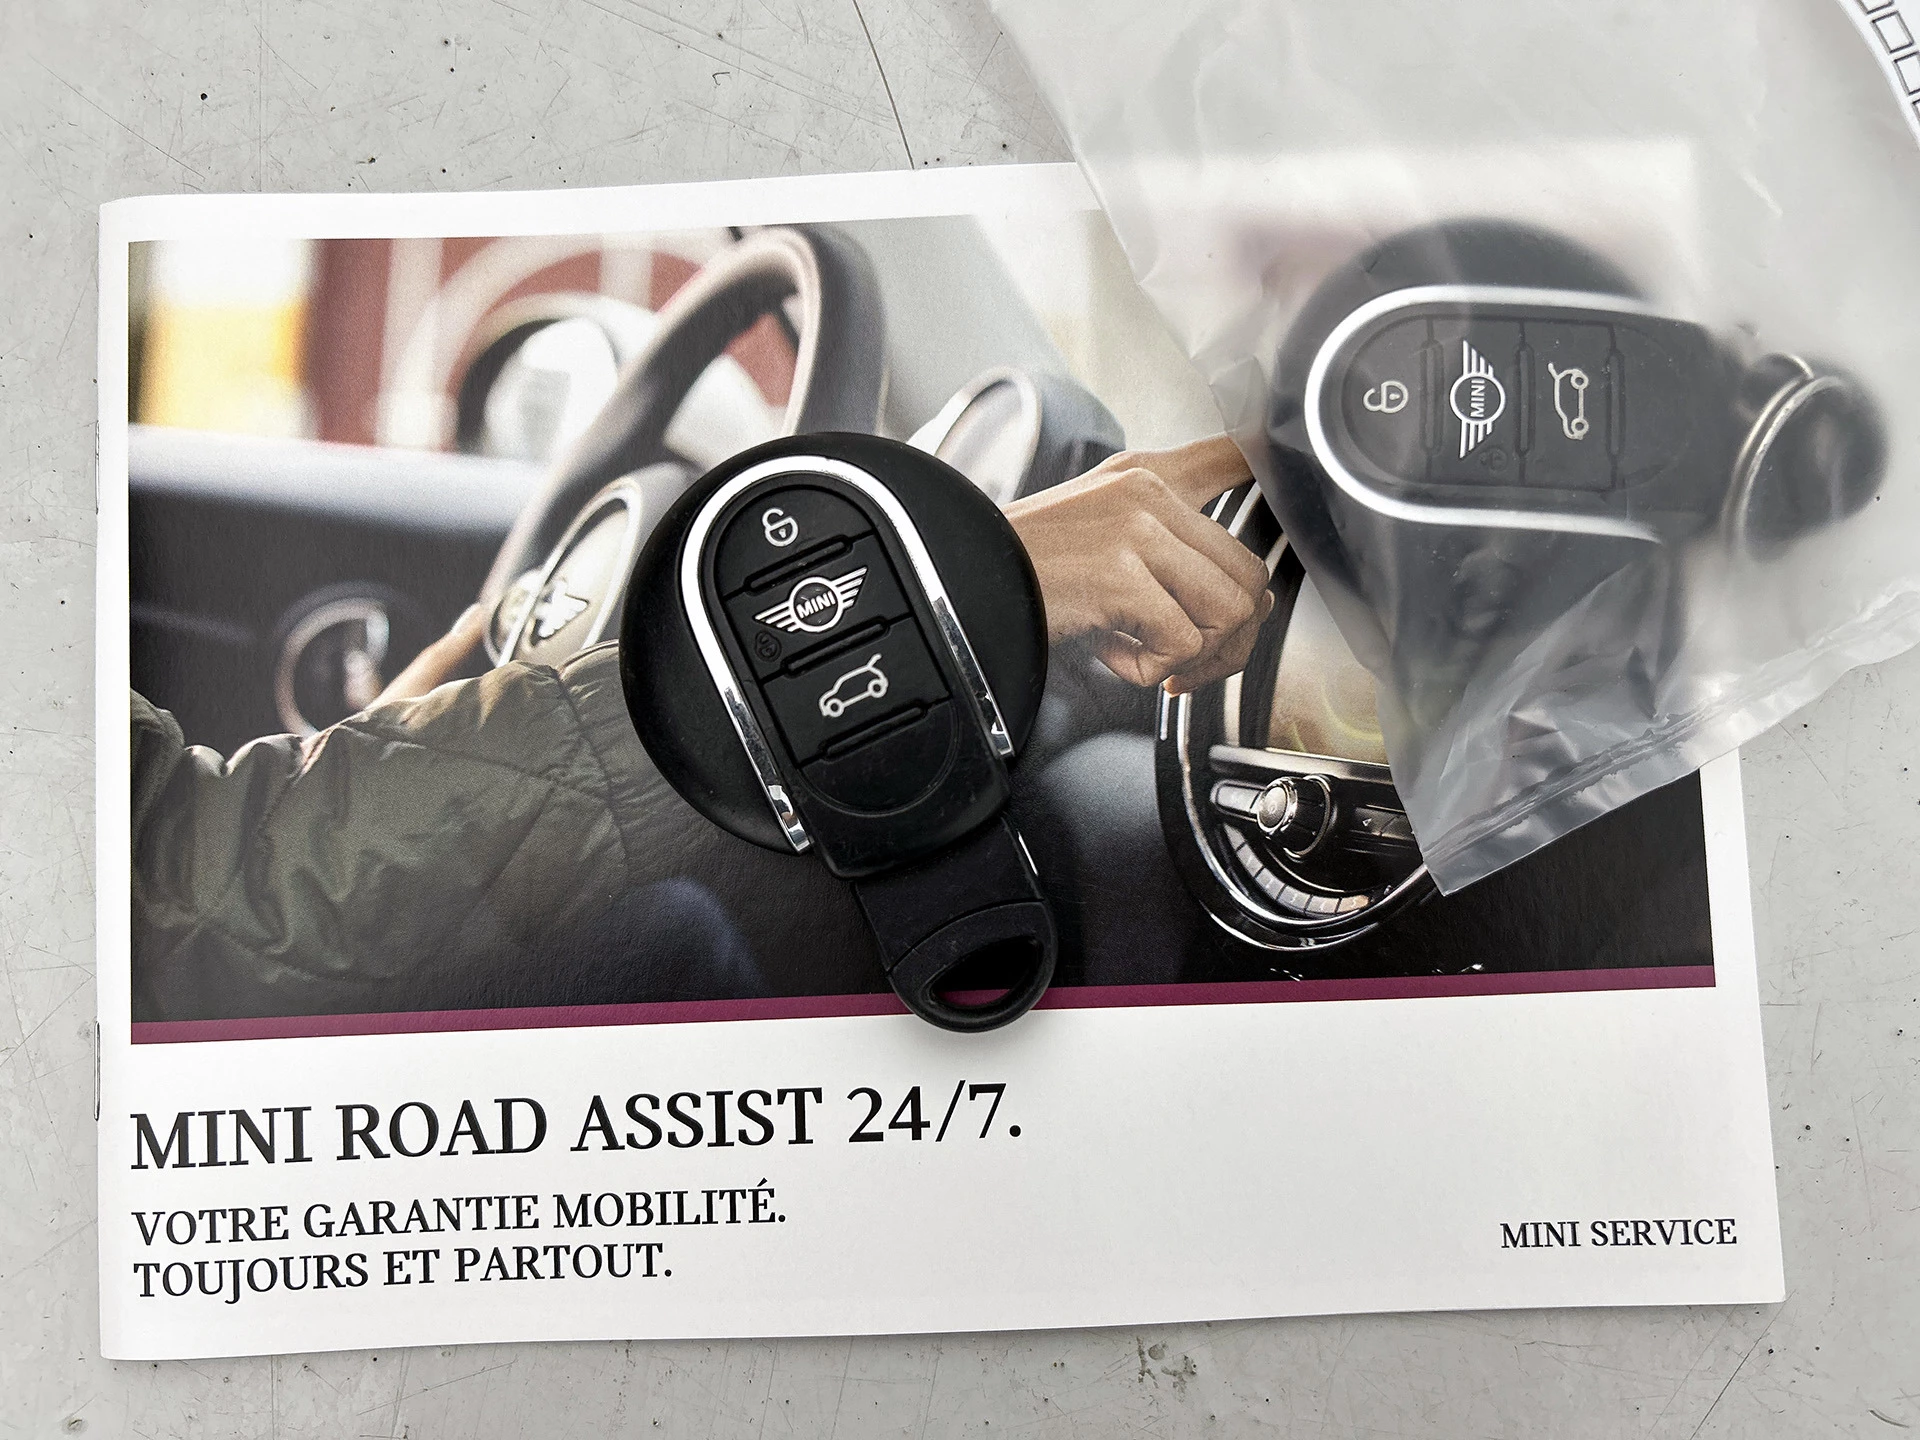 MINI
MINI
MINI ROAD ASSIST 24/7.
VOTRE GARANTIE MOBILITÉ.
TOUJOURS ET PARTOUT.
MINI SERVICE